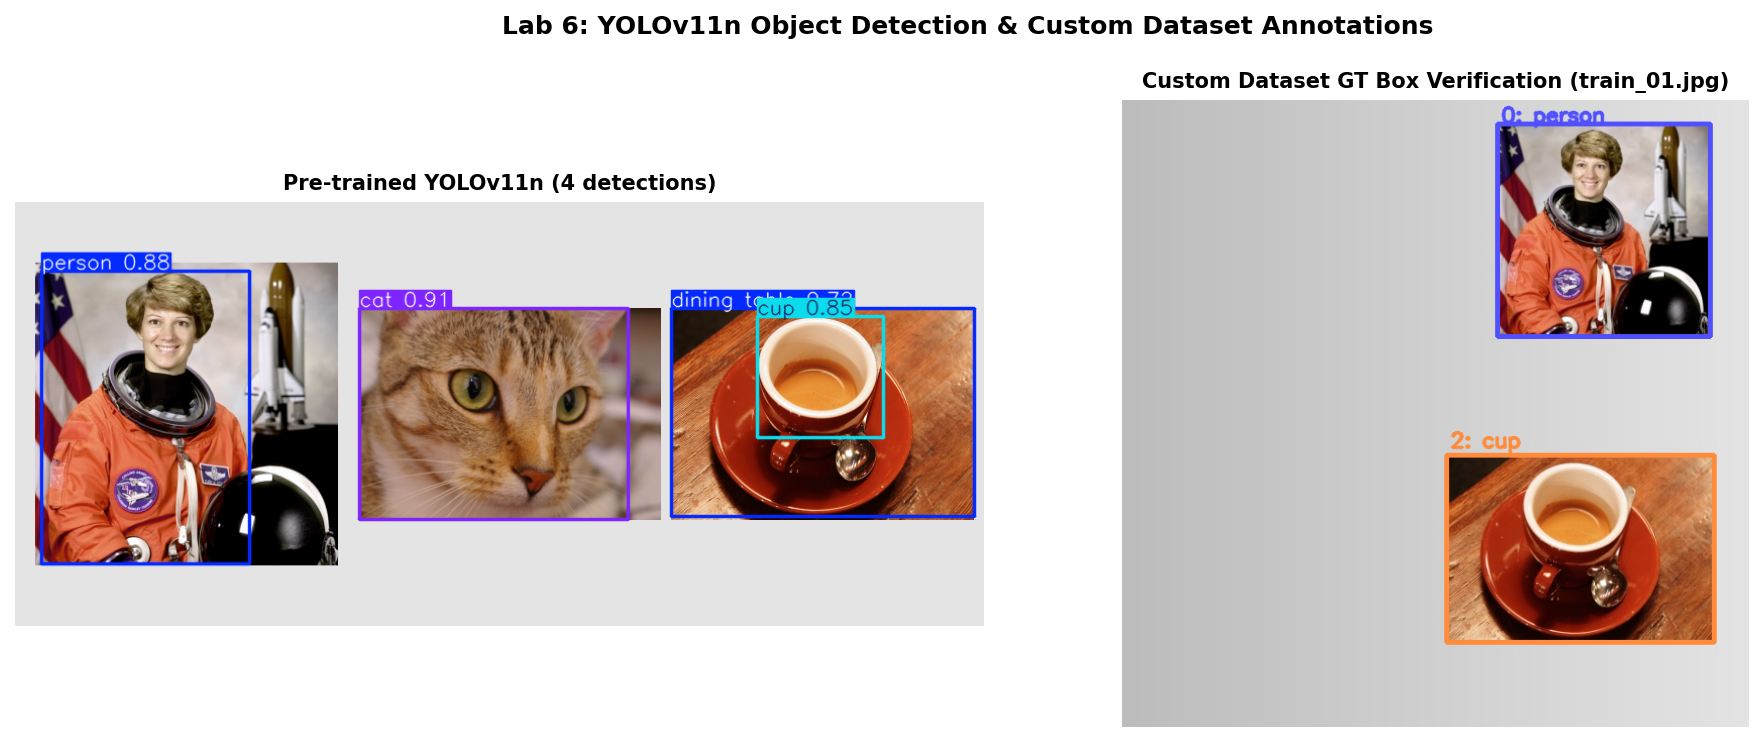 Lab 6: YOLOv11n Object Detection & Custom Dataset Annotations
Pre-trained YOLOv11n (4 detections)
person 0.88
cat 0.91
dining
cup 0.85
Custom Dataset GT Box Verification (train_01.jpg)
0: person
2: cup